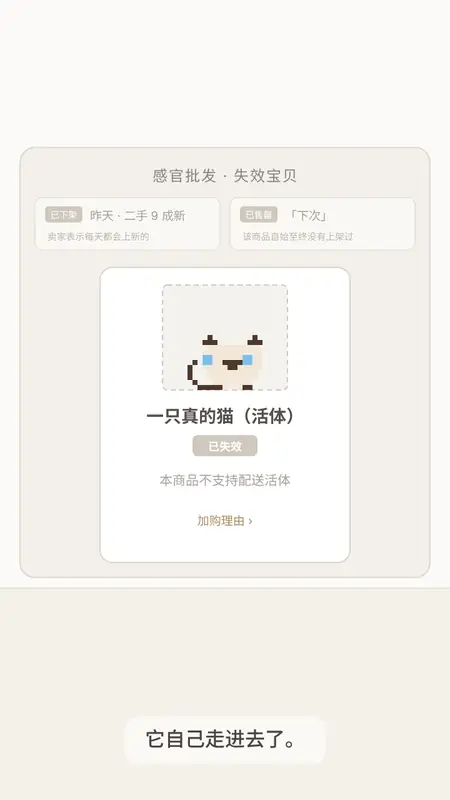 感官批发 · 失效宝贝
已下架 昨天 · 二手 9 成新
卖家表示每天都会上新的
已售罄 「下次」
该商品自始至终没有上架过
一只真的猫（活体）
已失效
本商品不支持配送活体
加购理由 ›
它自己走进去了。